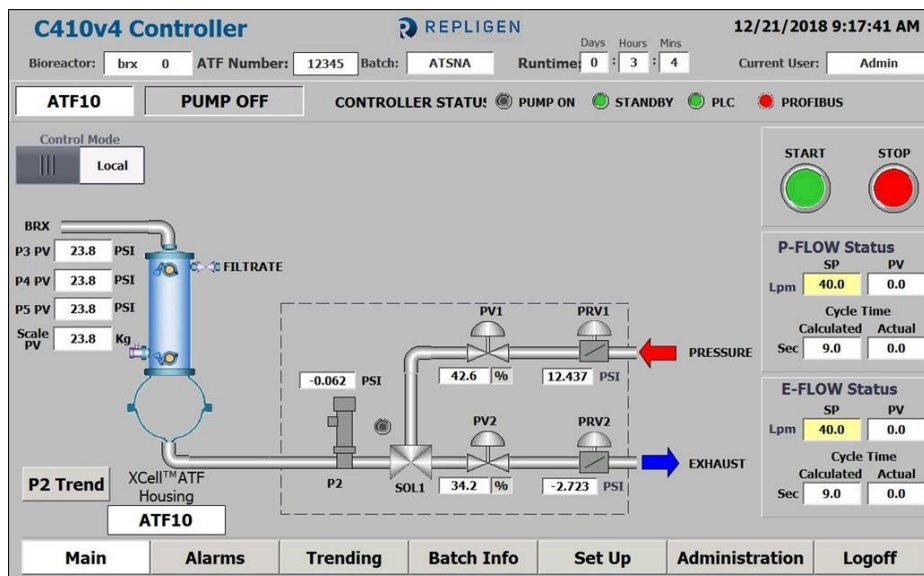 C410v4 Controller
REPLIGEN
12/21/2018 9:17:41 AM
Days Hours Mins
Bioreactor: brx 0 ATF Number: 12345 Batch: ATSNA Runtime: 0 : 3 : 4 Current User: Admin
ATF10 PUMP OFF CONTROLLER STATUS PUMP ON STANDBY PLC PROFIBUS
Control Mode
Local
START STOP
BRX
P3 PV 23.8 PSI
P4 PV 23.8 PSI
P5 PV 23.8 PSI
Scale PV 23.8 Kg
FILTRATE
PV1 PRV1
42.6 % 12.437 PSI
PRESSURE
-0.062 PSI
P2
SOL1
PV2 PRV2
34.2 % -2.723 PSI
EXHAUST
P-FLOW Status
SP PV
Lpm 40.0 0.0
Cycle Time
Calculated Actual
Sec 9.0 0.0
E-FLOW Status
SP PV
Lpm 40.0 0.0
Cycle Time
Calculated Actual
Sec 9.0 0.0
P2 Trend
XCell™ATF
Housing
ATF10
Main Alarms Trending Batch Info Set Up Administration Logoff